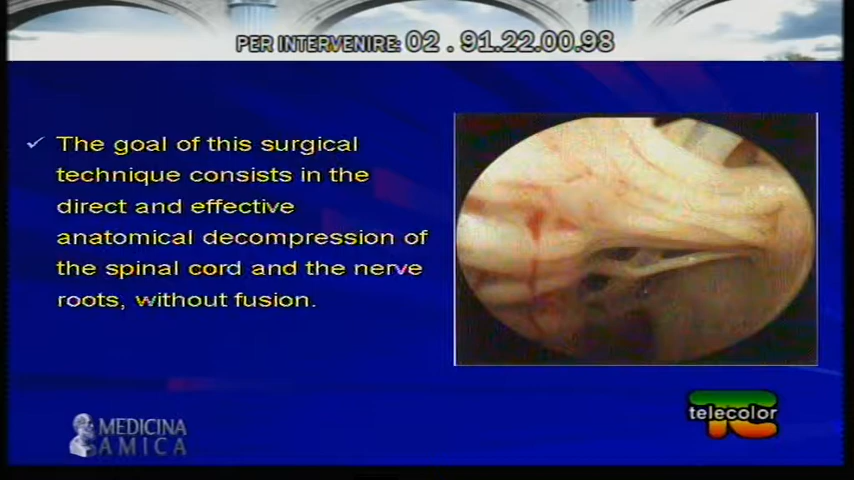 PER INTERVENIRE: 02 . 91.22.00.98
The goal of this surgical
technique consists in the
direct and effective
anatomical decompression of
the spinal cord and the nerve
roots, without fusion.
MEDICINA
AMICA
telecolor
TC